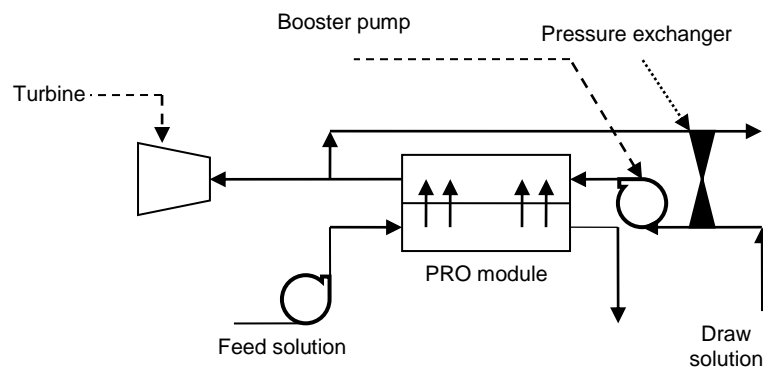 Booster pump
Pressure exchanger
Turbine
PRO module
Feed solution
Draw
solution